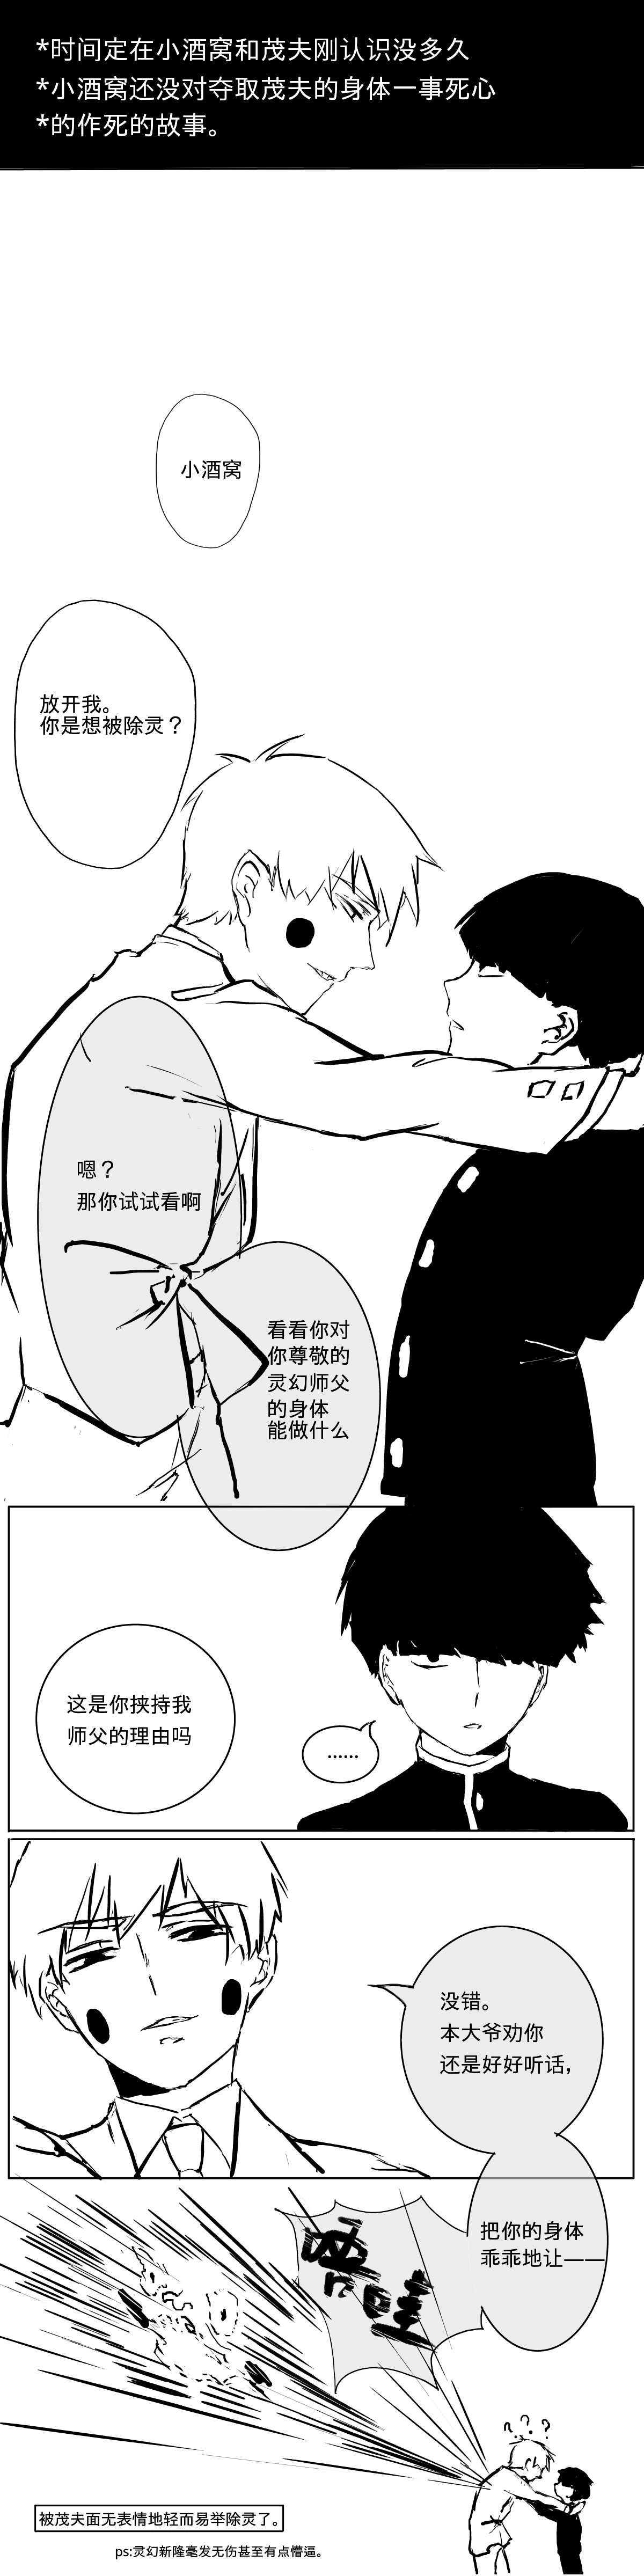 *时间定在小酒窝和茂夫刚认识没多久
*小酒窝还没对夺取茂夫的身体一事死心
*的作死的故事。
小酒窝
放开我。
你是想被除灵？
嗯？
那你试试看啊
看看你对
你尊敬的
灵幻师父
的身体
能做什么
这是你挟持我
师父的理由吗
……
没错。
本大爷劝你
还是好好听话，
把你的身体
乖乖地让——
唔哇
? ? ?
被茂夫面无表情地轻而易举除灵了。
ps:灵幻新隆毫发无伤甚至有点懵逼。